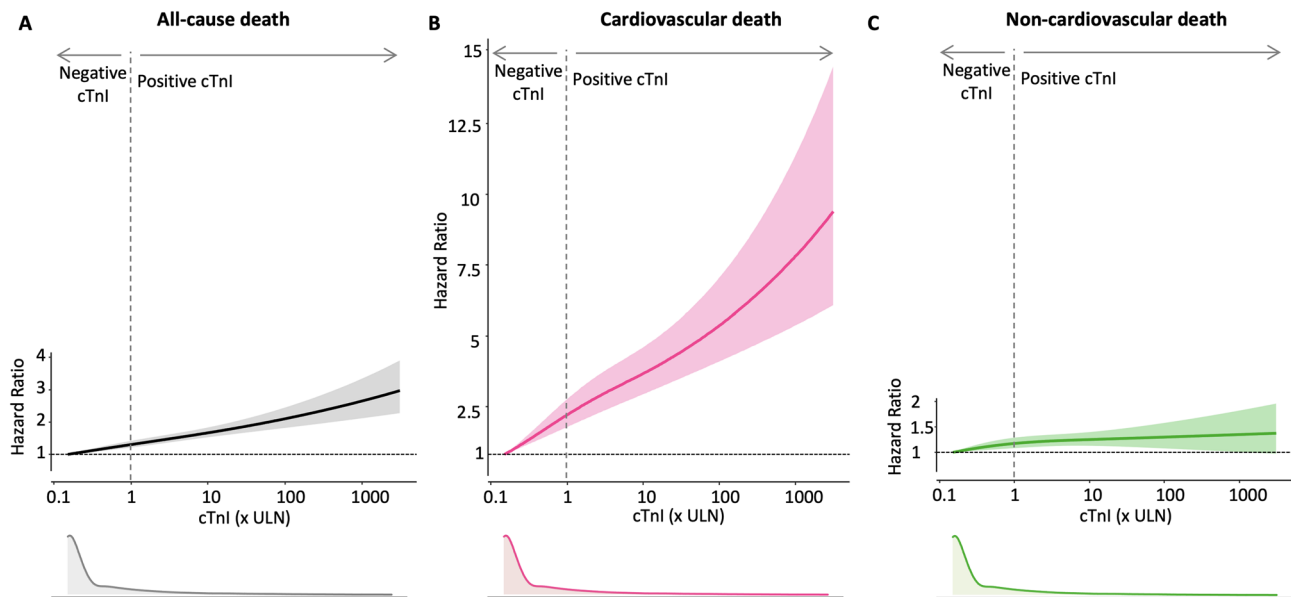 A All-cause death
Negative
cTnI
Positive cTnI
Hazard Ratio
4
3
2
1
0.1 1 10 100 1000
cTnI (x ULN)
B Cardiovascular death
Negative
cTnI
Positive cTnI
Hazard Ratio
15
12.5
10
7.5
5
2.5
1
0.1 1 10 100 1000
cTnI (x ULN)
C Non-cardiovascular death
Negative
cTnI
Positive cTnI
Hazard Ratio
2
1.5
1
0.1 1 10 100 1000
cTnI (x ULN)